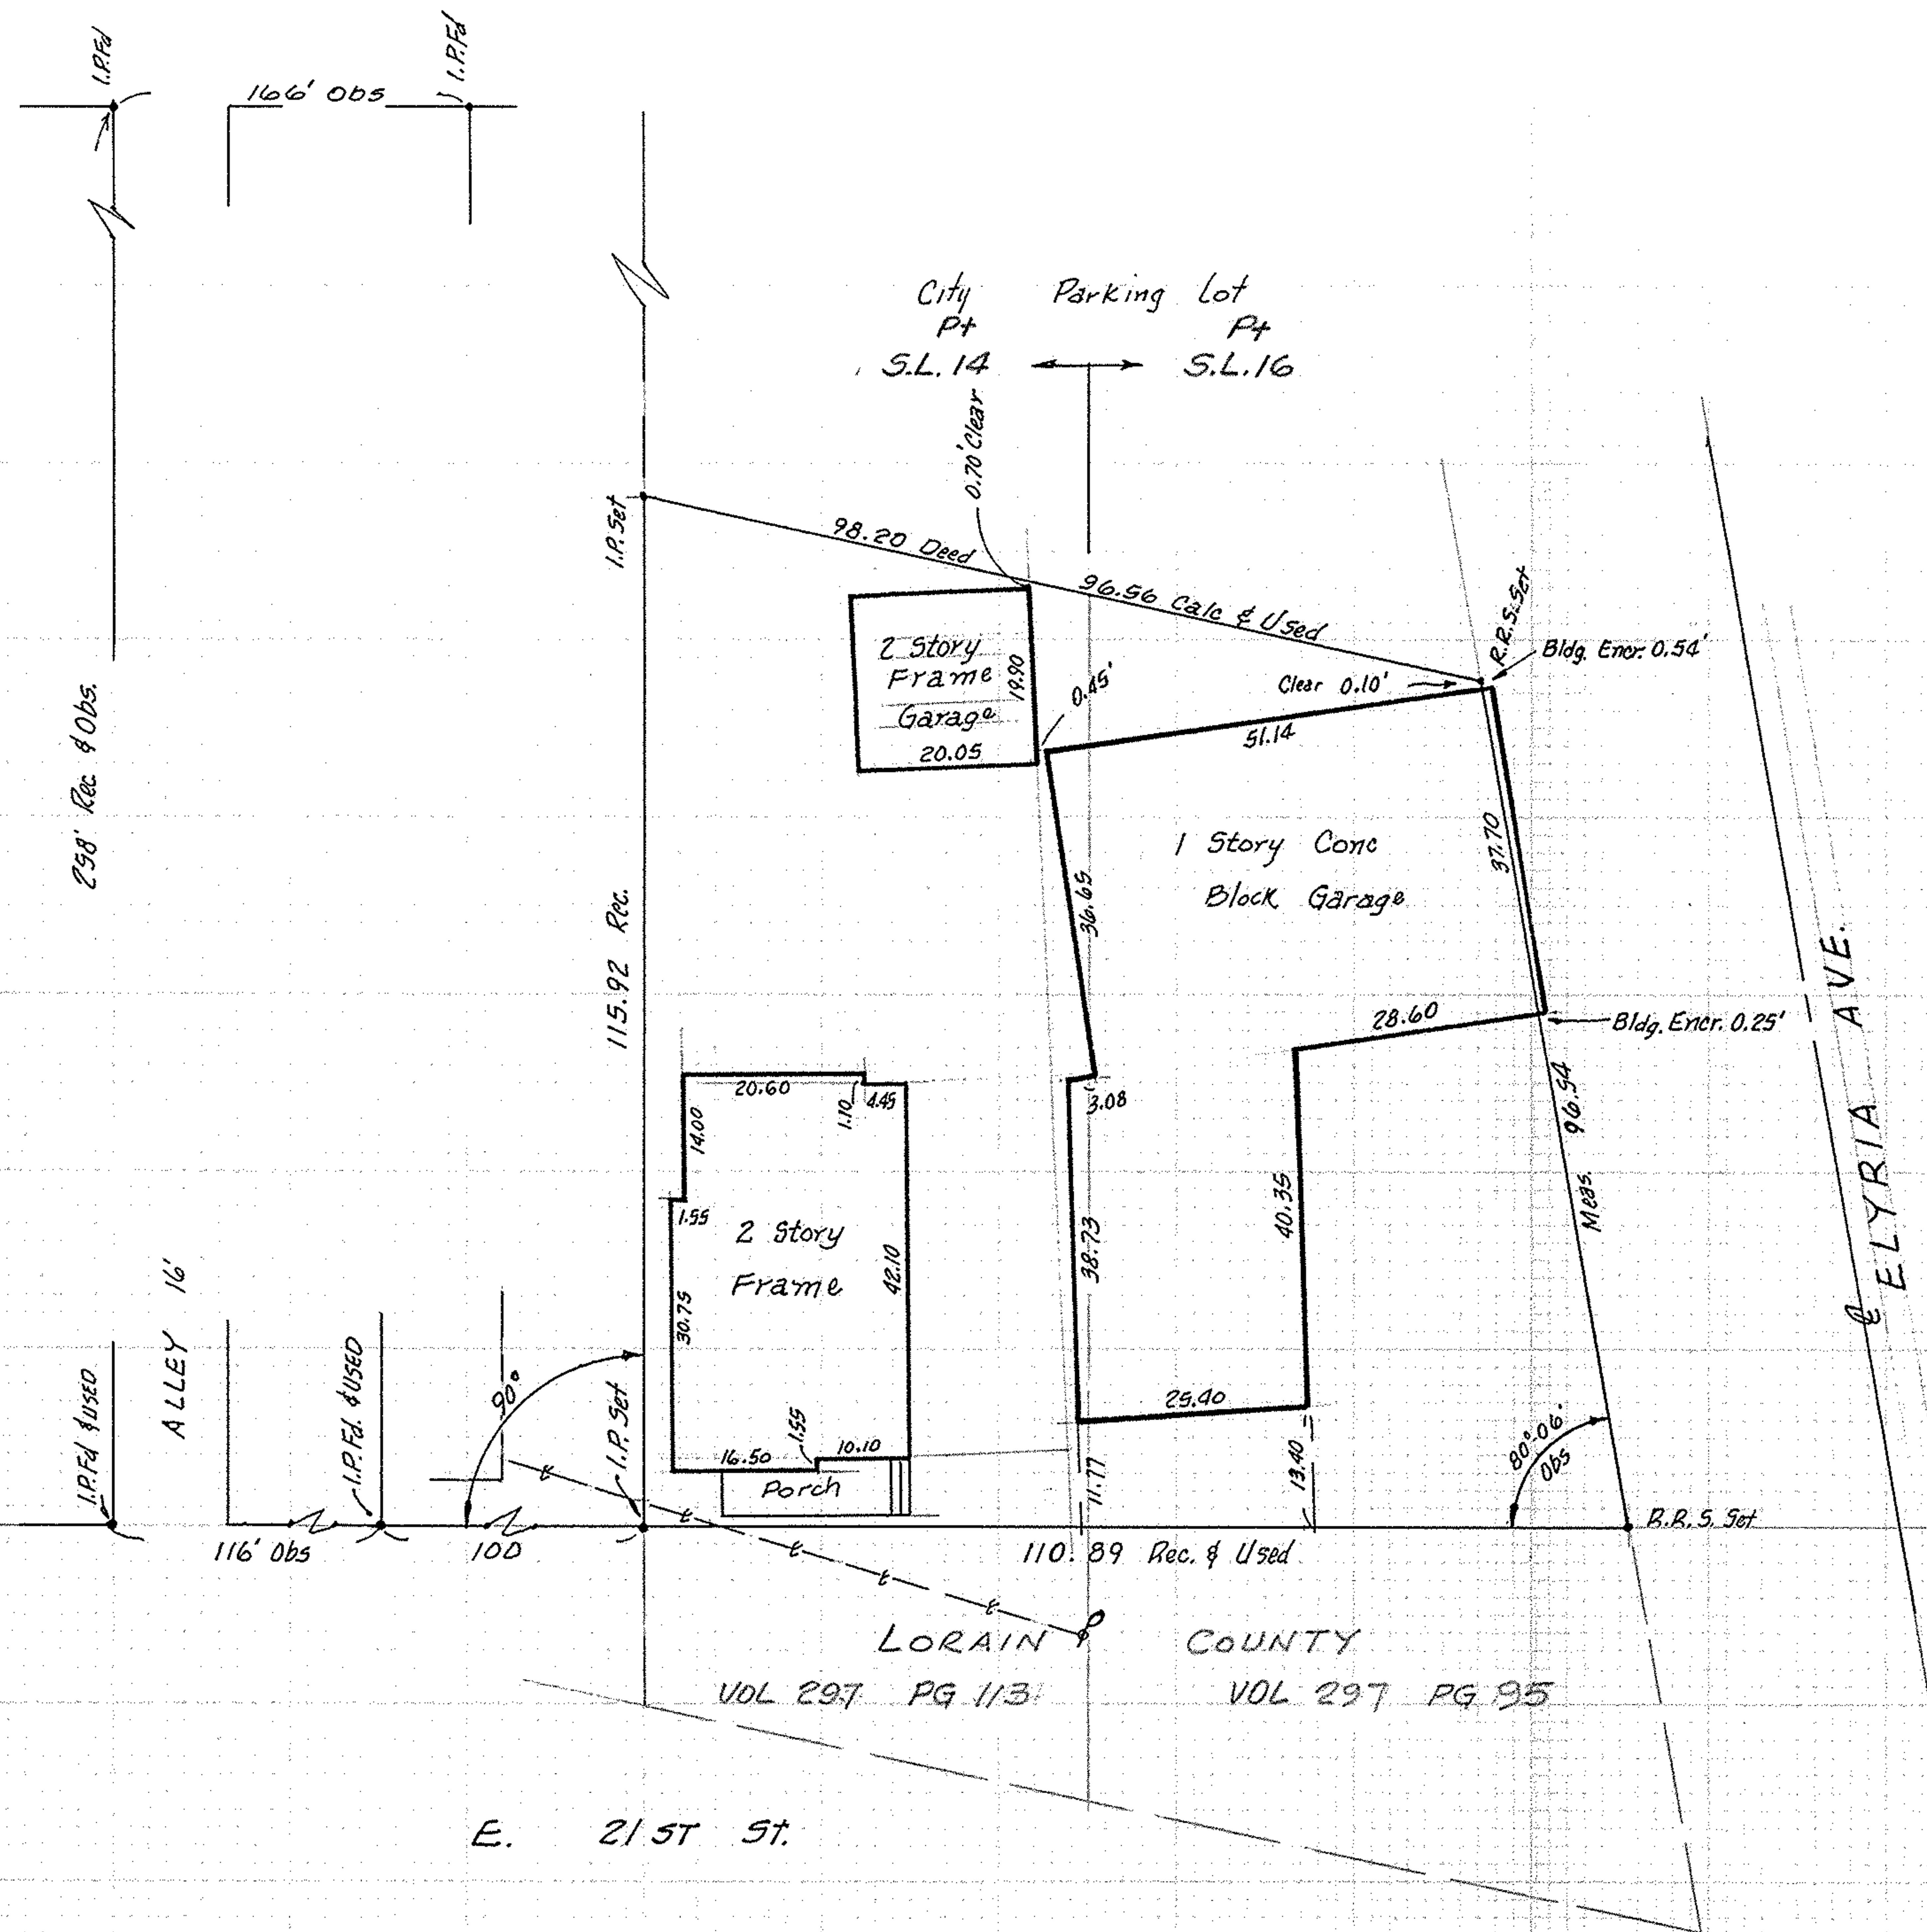 I.P.Fd
I.P.Fd
166' Obs
City Parking Lot
Pt Pt
S.L. 14 S.L. 16
0.70' Clear
I.P. Set
98.20 Deed
96.56 Calc & Used
R.R.S. Set
Bldg. Encr. 0.54'
Clear 0.10'
2 Story
Frame
Garage
19.90
20.05
0.45'
51.14
298' Rec & Obs.
115.92 Rec.
1 Story Conc
Block Garage
37.70
36.65
28.60
Bldg. Encr. 0.25'
ELYRIA AVE.
20.60
1.10
4.45
14.00
1.55
3.08
96.54
Meas.
2 Story
Frame
42.10
30.75
38.73
40.35
ALLEY 16'
I.P.Fd & USED
I.P.Fd. & USED
90°
I.P. Set
16.50
1.55
10.10
Porch
25.40
11.77
13.40
80°-06'
Obs
R.R.S. Set
116' Obs
100
110.89 Rec. & Used
LORAIN COUNTY
VOL 297 PG 113
VOL 297 PG 95
E. 21 ST St.